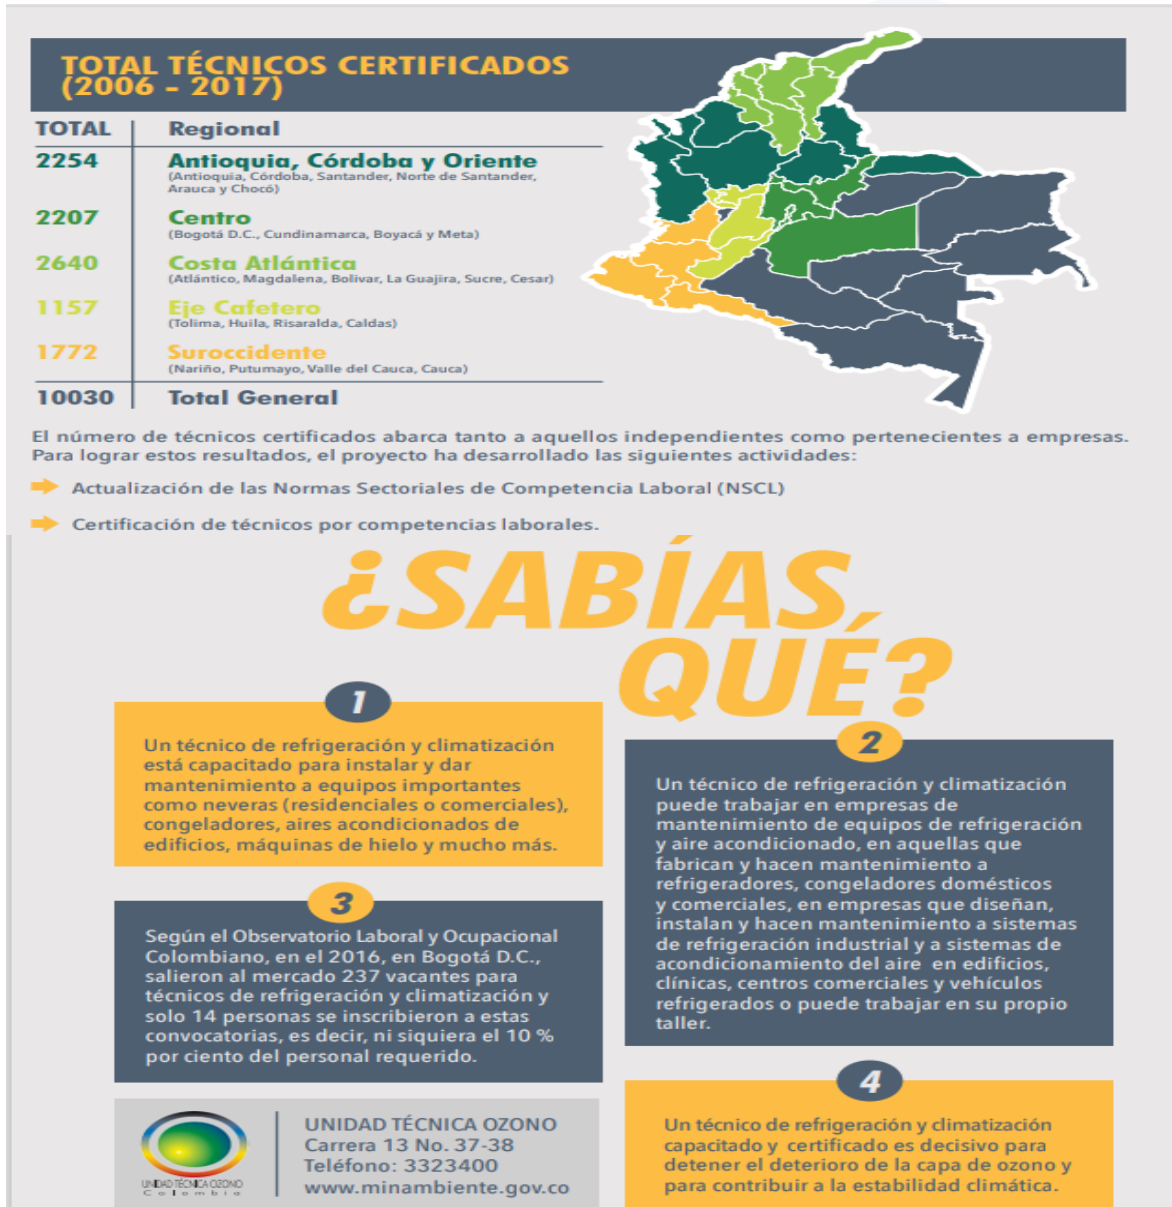 TOTAL TÉCNICOS CERTIFICADOS
(2006 – 2017)
TOTAL Regional
2254 Antioquia, Córdoba y Oriente
(Antioquia, Córdoba, Santander, Norte de Santander,
Arauca y Chocó)
2207 Centro
(Bogotá D.C., Cundinamarca, Boyacá y Meta)
2640 Costa Atlántica
(Atlántico, Magdalena, Bolivar, La Guajira, Sucre, Cesar)
1157 Eje Cafetero
(Tolima, Huila, Risaralda, Caldas)
1772 Suroccidente
(Nariño, Putumayo, Valle del Cauca, Cauca)
10030 Total General
El número de técnicos certificados abarca tanto a aquellos independientes como pertenecientes a empresas.
Para lograr estos resultados, el proyecto ha desarrollado las siguientes actividades:
Actualización de las Normas Sectoriales de Competencia Laboral (NSCL)
Certificación de técnicos por competencias laborales.
¿SABÍAS
QUÉ?
1
Un técnico de refrigeración y climatización
está capacitado para instalar y dar
mantenimiento a equipos importantes
como neveras (residenciales o comerciales),
congeladores, aires acondicionados de
edificios, máquinas de hielo y mucho más.
2
Un técnico de refrigeración y climatización
puede trabajar en empresas de
mantenimiento de equipos de refrigeración
y aire acondicionado, en aquellas que
fabrican y hacen mantenimiento a
refrigeradores, congeladores domésticos
y comerciales, en empresas que diseñan,
instalan y hacen mantenimiento a sistemas
de refrigeración industrial y a sistemas de
acondicionamiento del aire en edificios,
clínicas, centros comerciales y vehículos
refrigerados o puede trabajar en su propio
taller.
3
Según el Observatorio Laboral y Ocupacional
Colombiano, en el 2016, en Bogotá D.C.,
salieron al mercado 237 vacantes para
técnicos de refrigeración y climatización y
solo 14 personas se inscribieron a estas
convocatorias, es decir, ni siquiera el 10 %
por ciento del personal requerido.
4
Un técnico de refrigeración y climatización
capacitado y certificado es decisivo para
detener el deterioro de la capa de ozono y
para contribuir a la estabilidad climática.
UNIDAD TÉCNICA OZONO
Colombia
UNIDAD TÉCNICA OZONO
Carrera 13 No. 37-38
Teléfono: 3323400
www.minambiente.gov.co